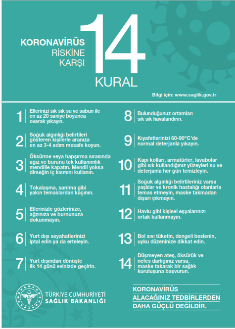 KORONAVİRÜS
RİSKİNE
KARŞI
14
KURAL
Bilgi için: www.saglik.gov.tr
1
Ellerinizi sık sık su ve sabun ile
en az 20 saniye boyunca
ovarak yıkayın.
2
Soğuk algınlığı belirtileri
gösteren kişilerle aranıza
en az 3-4 adım mesafe koyun.
3
Öksürme veya hapşırma sırasında
ağız ve burnu tek kullanımlık
mendille kapatın. Mendil yoksa
dirseğin iç kısmını kullanın.
4
Tokalaşma, sarılma gibi
yakın temaslardan kaçının.
5
Ellerinizle gözlerinize,
ağzınıza ve burnunuza
dokunmayın.
6
Yurt dışı seyahatlerinizi
iptal edin ya da erteleyin.
7
Yurt dışından dönüşte
ilk 14 günü evinizde geçirin.
8
Bulunduğunuz ortamları
sık sık havalandırın.
9
Kıyafetlerinizi 60-90°C'de
normal deterjanla yıkayın.
10
Kapı kolları, armatürler, lavabolar
gibi sık kullandığınız yüzeyleri su ve
deterjanla her gün temizleyin.
11
Soğuk algınlığı belirtileriniz varsa
yaşlılar ve kronik hastalığı olanlarla
temas etmeyin, maske takmadan
dışarı çıkmayın.
12
Havlu gibi kişisel eşyalarınızı
ortak kullanmayın.
13
Bol sıvı tüketin, dengeli beslenin,
uyku düzeninize dikkat edin.
14
Düşmeyen ateş, öksürük ve
nefes darlığınız varsa,
maske takarak bir sağlık
kuruluşuna başvurun.
TÜRKİYE CUMHURİYETİ
SAĞLIK BAKANLIĞI
KORONAVİRÜS
ALACAĞINIZ TEDBİRLERDEN
DAHA GÜÇLÜ DEĞİLDİR.